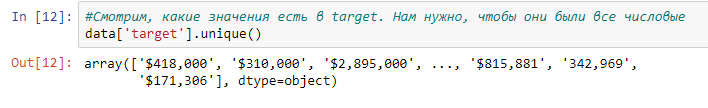 In [12]: #Смотрим, какие значения есть в target. Нам нужно, чтобы они были все числовые
data['target'].unique()
Out[12]: array(['$418,000', '$310,000', '$2,895,000', ..., '$815,881', '342,969',
'$171,306'], dtype=object)